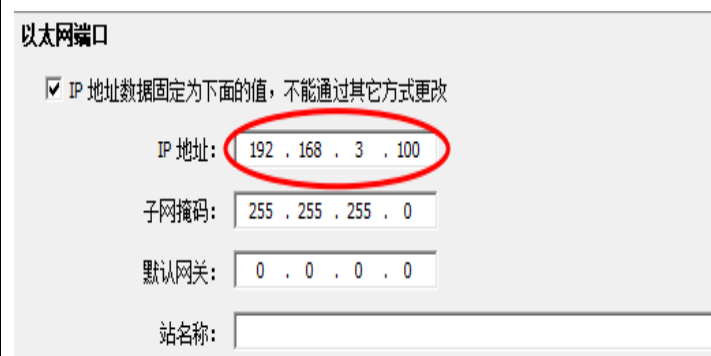 以太网端口
IP 地址数据固定为下面的值，不能通过其它方式更改
IP 地址: 192 . 168 . 3 . 100
子网掩码: 255 . 255 . 255 . 0
默认网关: 0 . 0 . 0 . 0
站名称: